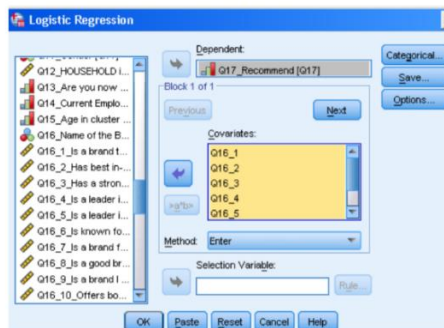 Logistic Regression
Q12_HOUSEHOLD i...
Q13_Are you now ...
Q14_Current Emplo...
Q15_Age in cluster ...
Q16_Name of the B...
Q16_1_Is a brand t...
Q16_2_Has best in-...
Q16_3_Has a stron...
Q16_4_Is a leader i...
Q16_5_Is a leader i...
Q16_6_Is known fo...
Q16_7_Is a brand f...
Q16_8_Is a good br...
Q16_9_Is a brand I ...
Q16_10_Offers bo...
Dependent:
Q17_Recommend [Q17]
Block 1 of 1
Previous
Next
Covariates:
Q16_1
Q16_2
Q16_3
Q16_4
Q16_5
>a*b>
Method:
Enter
Selection Variable:
Rule...
Categorical...
Save...
Options...
OK
Paste
Reset
Cancel
Help